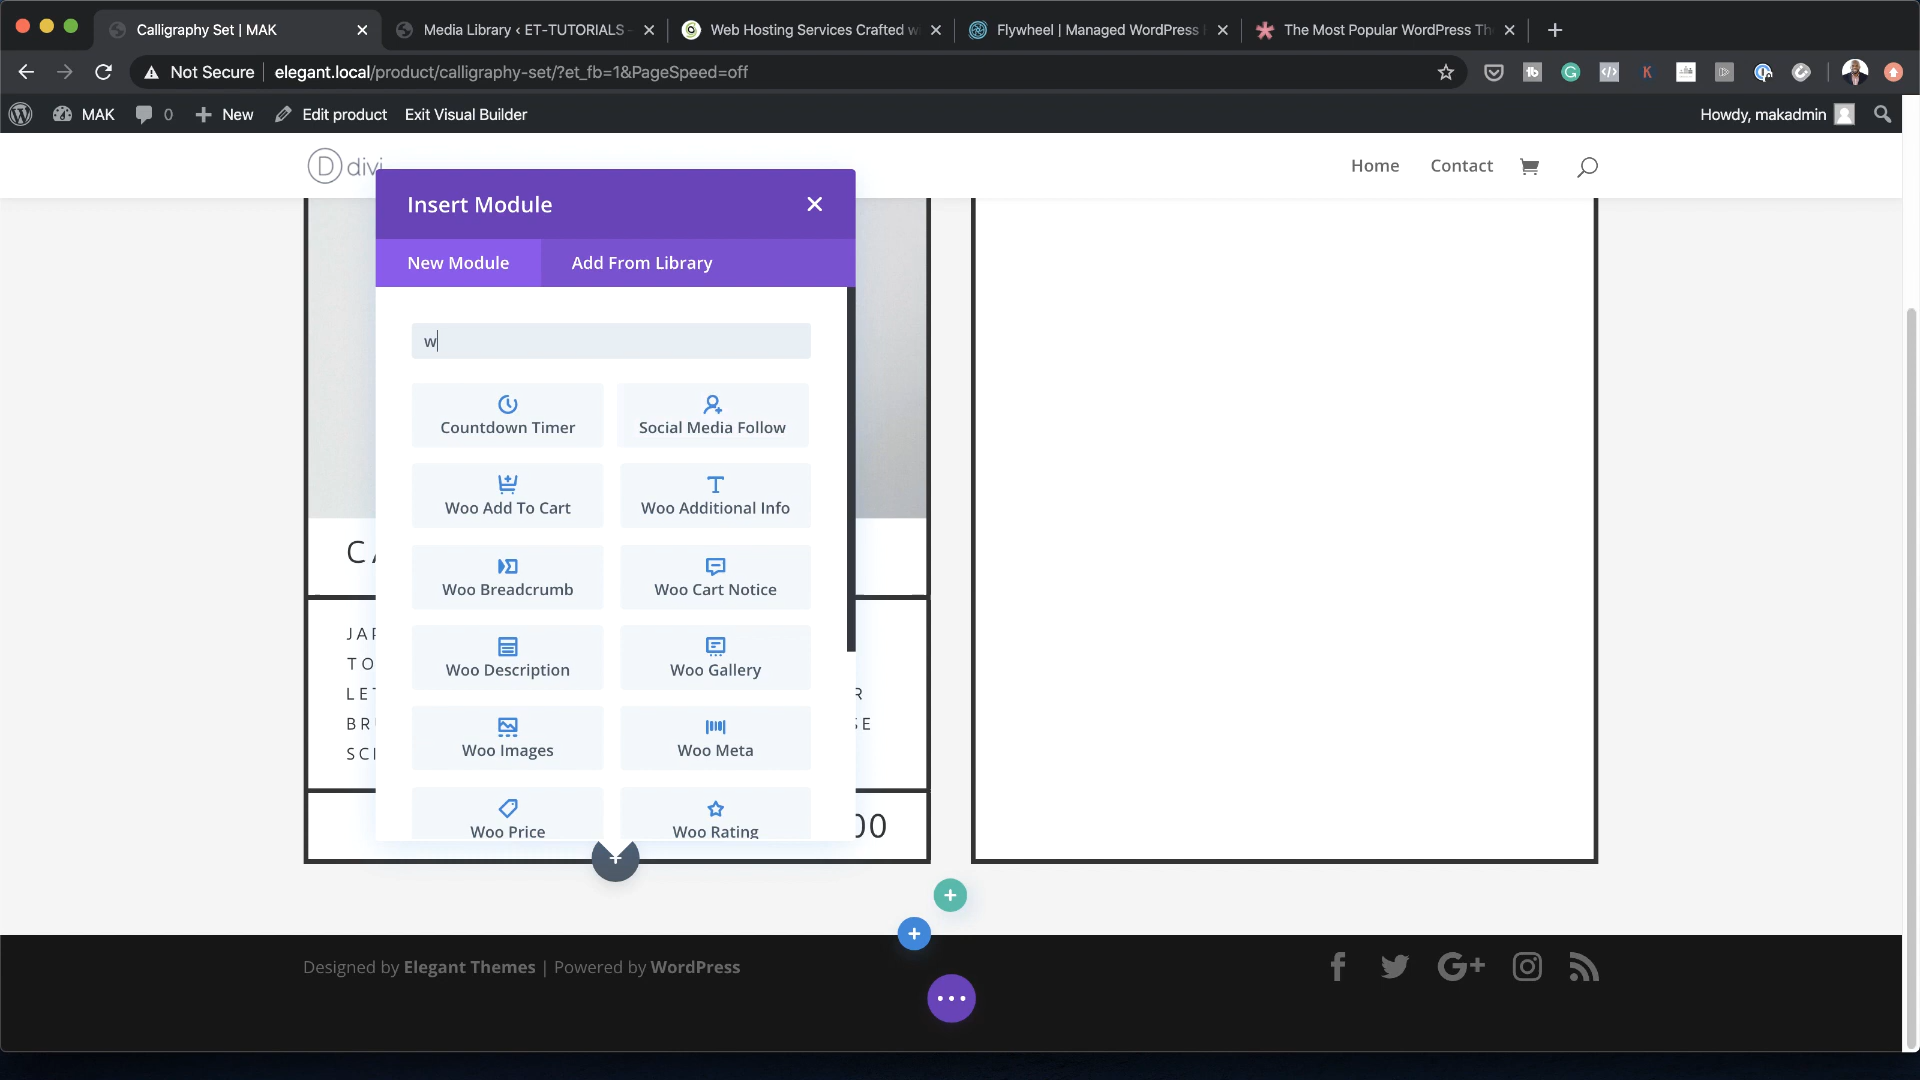 Calligraphy Set | MAK
Media Library ‹ ET-TUTORIALS -
Web Hosting Services Crafted w
Flywheel | Managed WordPress
The Most Popular WordPress Th
Not Secure
elegant.local/product/calligraphy-set/?et_fb=1&PageSpeed=off
MAK
0
New
Edit product
Exit Visual Builder
Howdy, makadmin
D divi
Home
Contact
Insert Module
New Module
Add From Library
w
Countdown Timer
Social Media Follow
Woo Add To Cart
Woo Additional Info
Woo Breadcrumb
Woo Cart Notice
Woo Description
Woo Gallery
Woo Images
Woo Meta
Woo Price
Woo Rating
Designed by Elegant Themes | Powered by WordPress